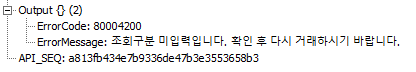 Output {} (2)
ErrorCode: 80004200
ErrorMessage: 조회구분 미입력입니다. 확인 후 다시 거래하시기 바랍니다.
API_SEQ: a813fb434e7b9336de47b3e3553658b3